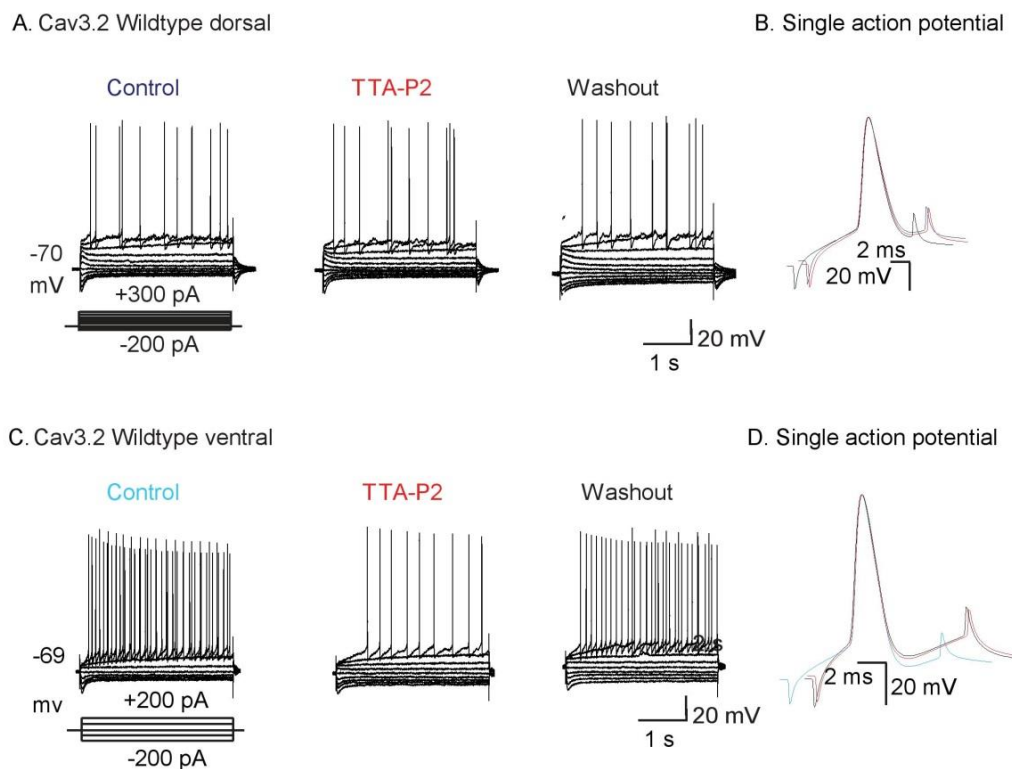 A. Cav3.2 Wildtype dorsal
B. Single action potential
Control
TTA-P2
Washout
-70
mV
+300 pA
-200 pA
20 mV
1 s
2 ms
20 mV
C. Cav3.2 Wildtype ventral
D. Single action potential
Control
TTA-P2
Washout
-69
mv
+200 pA
-200 pA
2 s
20 mV
1 s
2 ms
20 mV